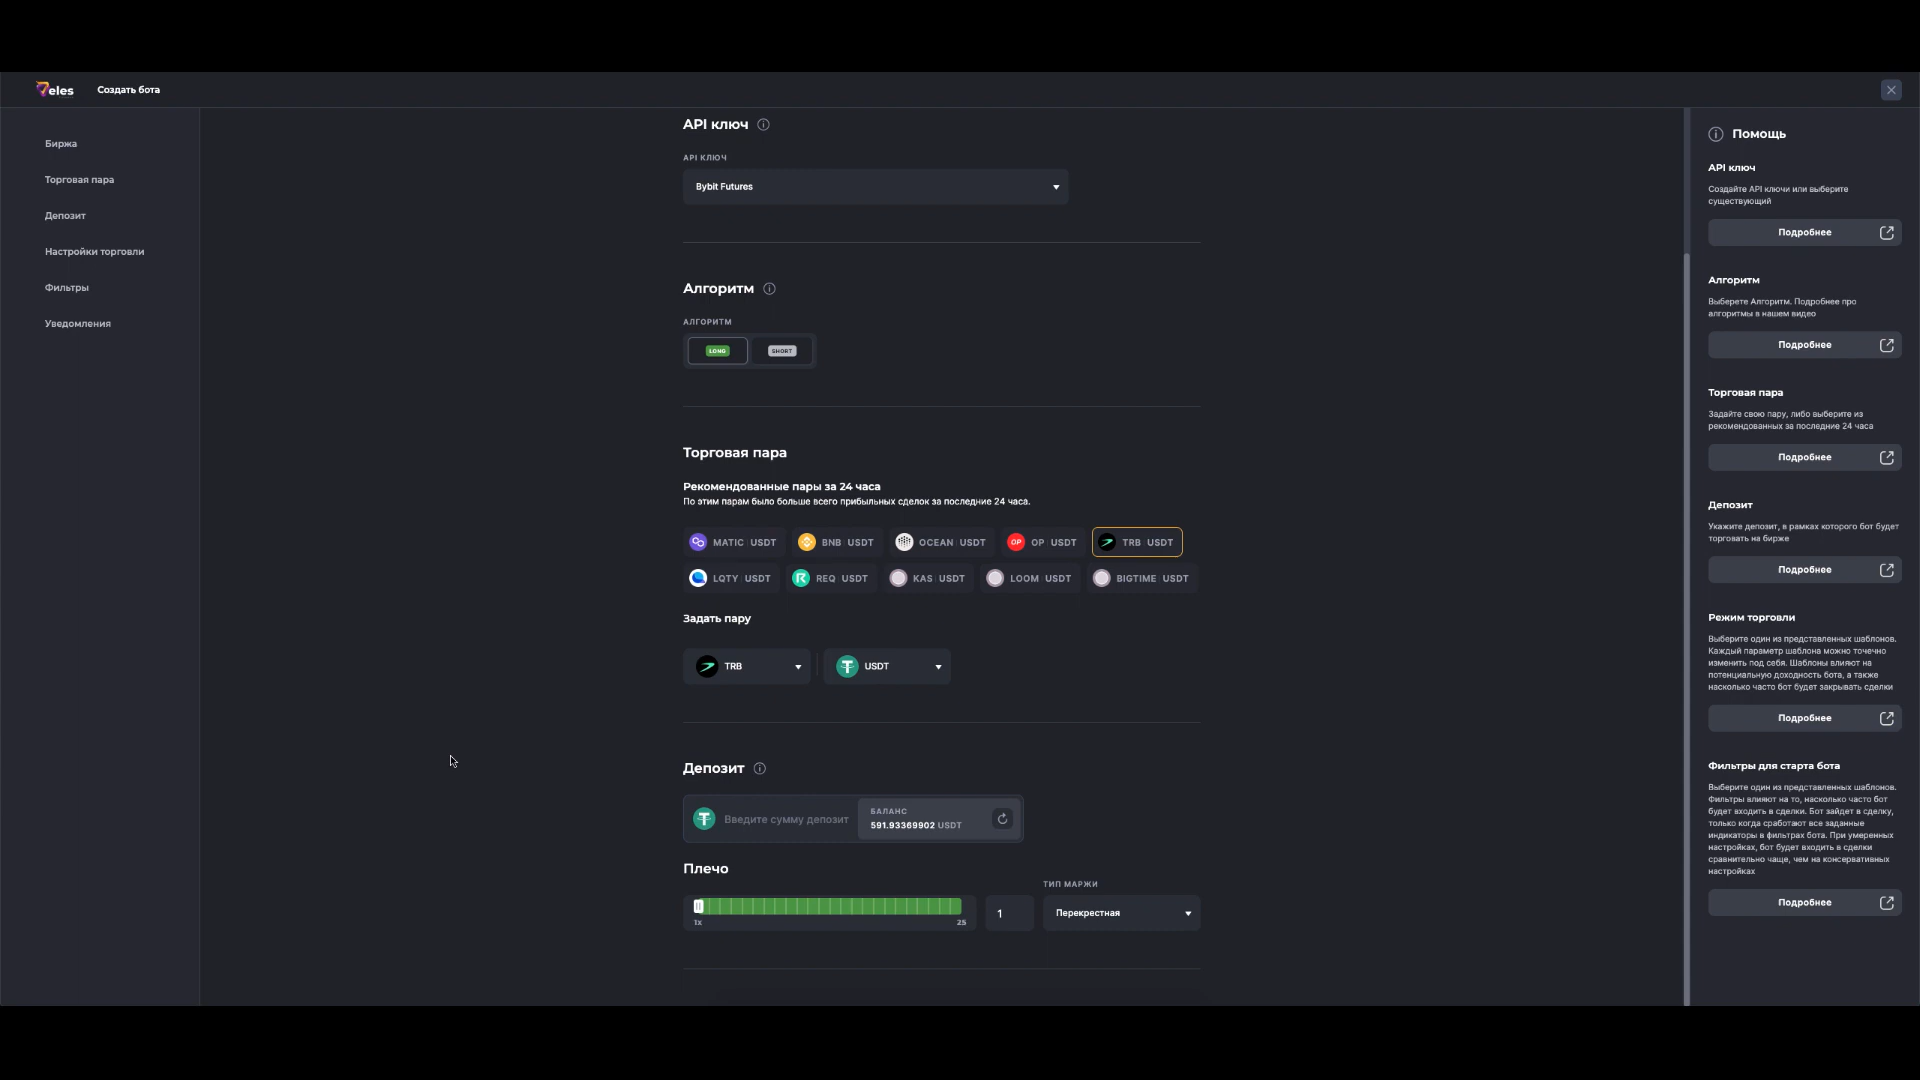 Veles
Создать бота
Биржа
Торговая пара
Депозит
Настройки торговли
Фильтры
Уведомления
API ключ
API КЛЮЧ
Bybit Futures
Алгоритм
АЛГОРИТМ
LONG SHORT
Торговая пара
Рекомендованные пары за 24 часа
По этим парам было больше всего прибыльных сделок за последние 24 часа.
MATIC USDT BNB USDT OCEAN USDT OP USDT TRB USDT
LQTY USDT REQ USDT KAS USDT LOOM USDT BIGTIME USDT
Задать пару
TRB USDT
Депозит
Введите сумму депозит
БАЛАНС
591.93369902 USDT
Плечо
ТИП МАРЖИ
1x 25
1
Перекрестная
Помощь
API ключ
Создайте API ключи или выберите
существующий
Подробнее
Алгоритм
Выберете Алгоритм. Подробнее про
алгоритмы в нашем видео
Подробнее
Торговая пара
Задайте свою пару, либо выберите из
рекомендованных за последние 24 часа
Подробнее
Депозит
Укажите депозит, в рамках которого бот будет
торговать на бирже
Подробнее
Режим торговли
Выберите один из представленных шаблонов.
Каждый параметр шаблона можно точечно
изменить под себя. Шаблоны влияют на
потенциальную доходность бота, а также
насколько часто бот будет закрывать сделки
Подробнее
Фильтры для старта бота
Выберите один из представленных шаблонов.
Фильтры влияют на то, насколько часто бот
будет входить в сделки. Бот зайдет в сделку,
только когда сработают все заданные
индикаторы в фильтрах бота. При умеренных
настройках, бот будет входить в сделки
сравнительно чаще, чем на консервативных
настройках
Подробнее